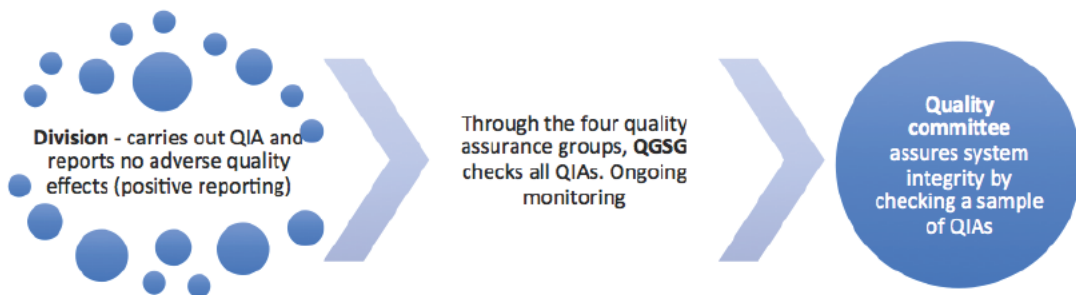 Division - carries out QIA and
reports no adverse quality
effects (positive reporting)
Through the four quality
assurance groups, QGSG
checks all QIAs. Ongoing
monitoring
Quality
committee
assures system
integrity by
checking a sample
of QIAs